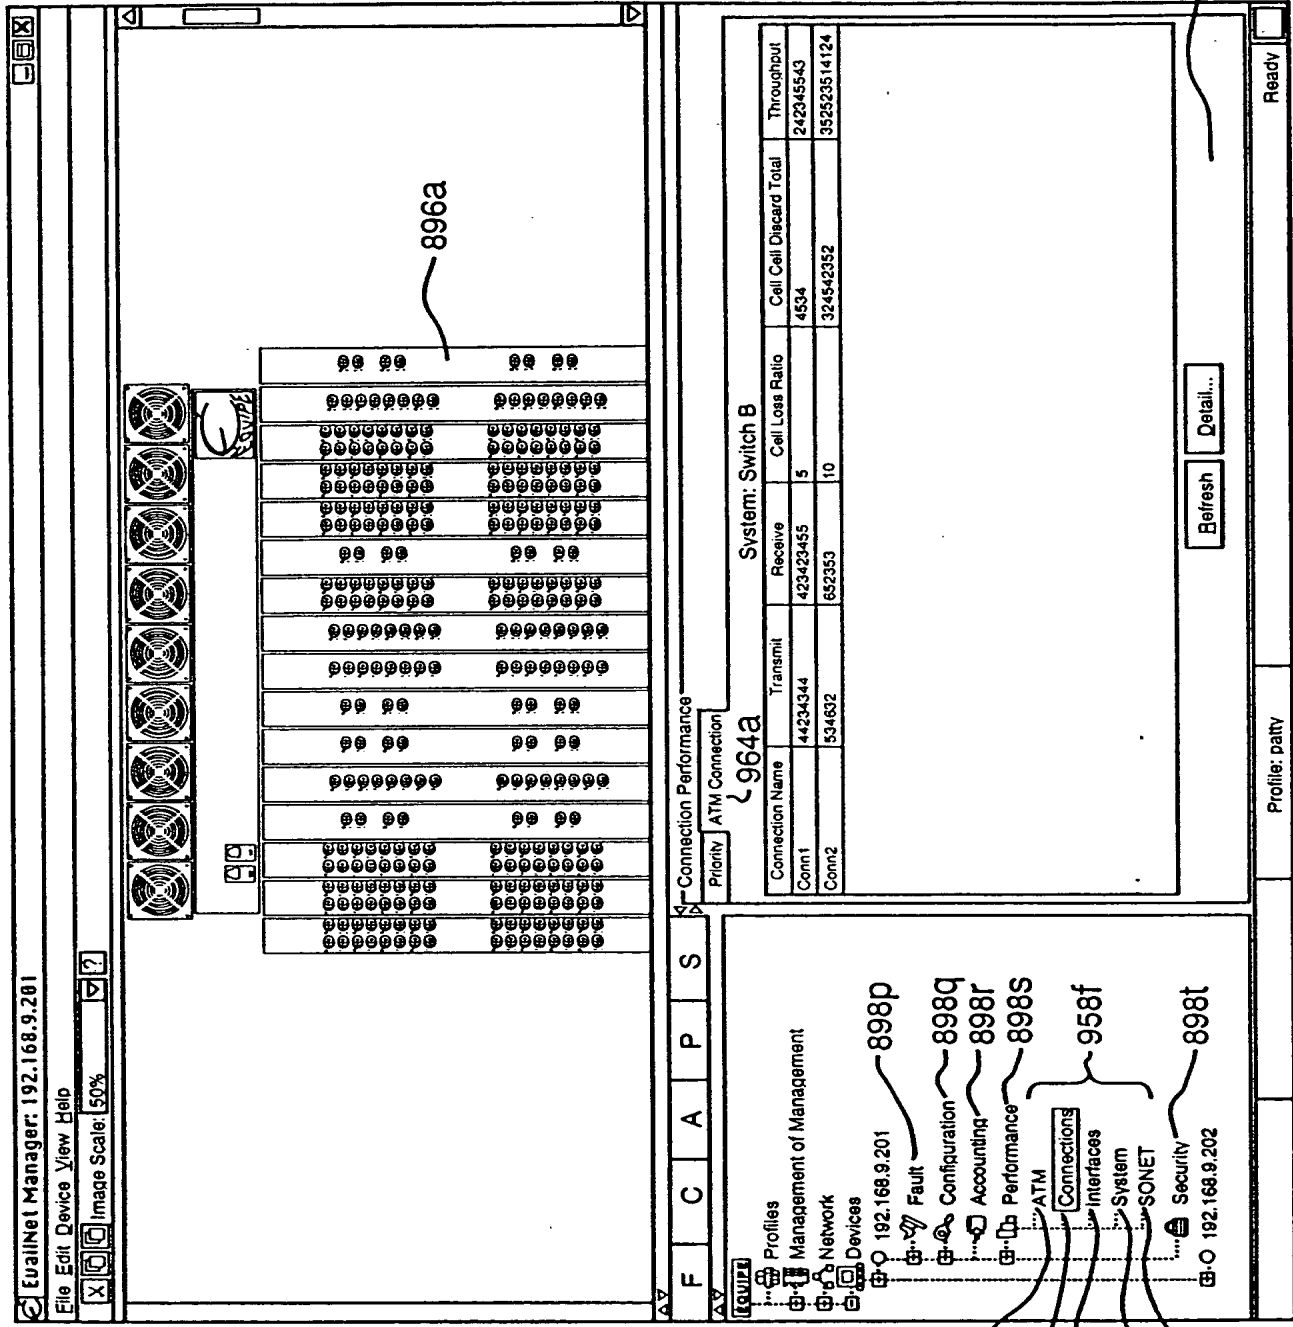 EvaliNet Manager: 192.168.9.201
File Edit Device View Help
X Image Scale: 50% ?
EQUIPE
896a
F C A P S
EQUIPE
Profiles
Management of Management
Network
Devices
192.168.9.201
898p
Fault
Configuration
898q
Accounting
898r
Performance
898s
ATM
Connections
Interfaces
System
SONET
958f
Security
898t
192.168.9.202
Connection Performance
Priority ATM Connection
964a
System: Switch B
Connection Name Transmit Receive Cell Loss Ratio Cell Cell Discard Total Throughput
Conn1 44234344 423423455 5 4534 242345543
Conn2 534632 652353 10 324542352 352523514124
Refresh Detail...
Profile: patty
Ready